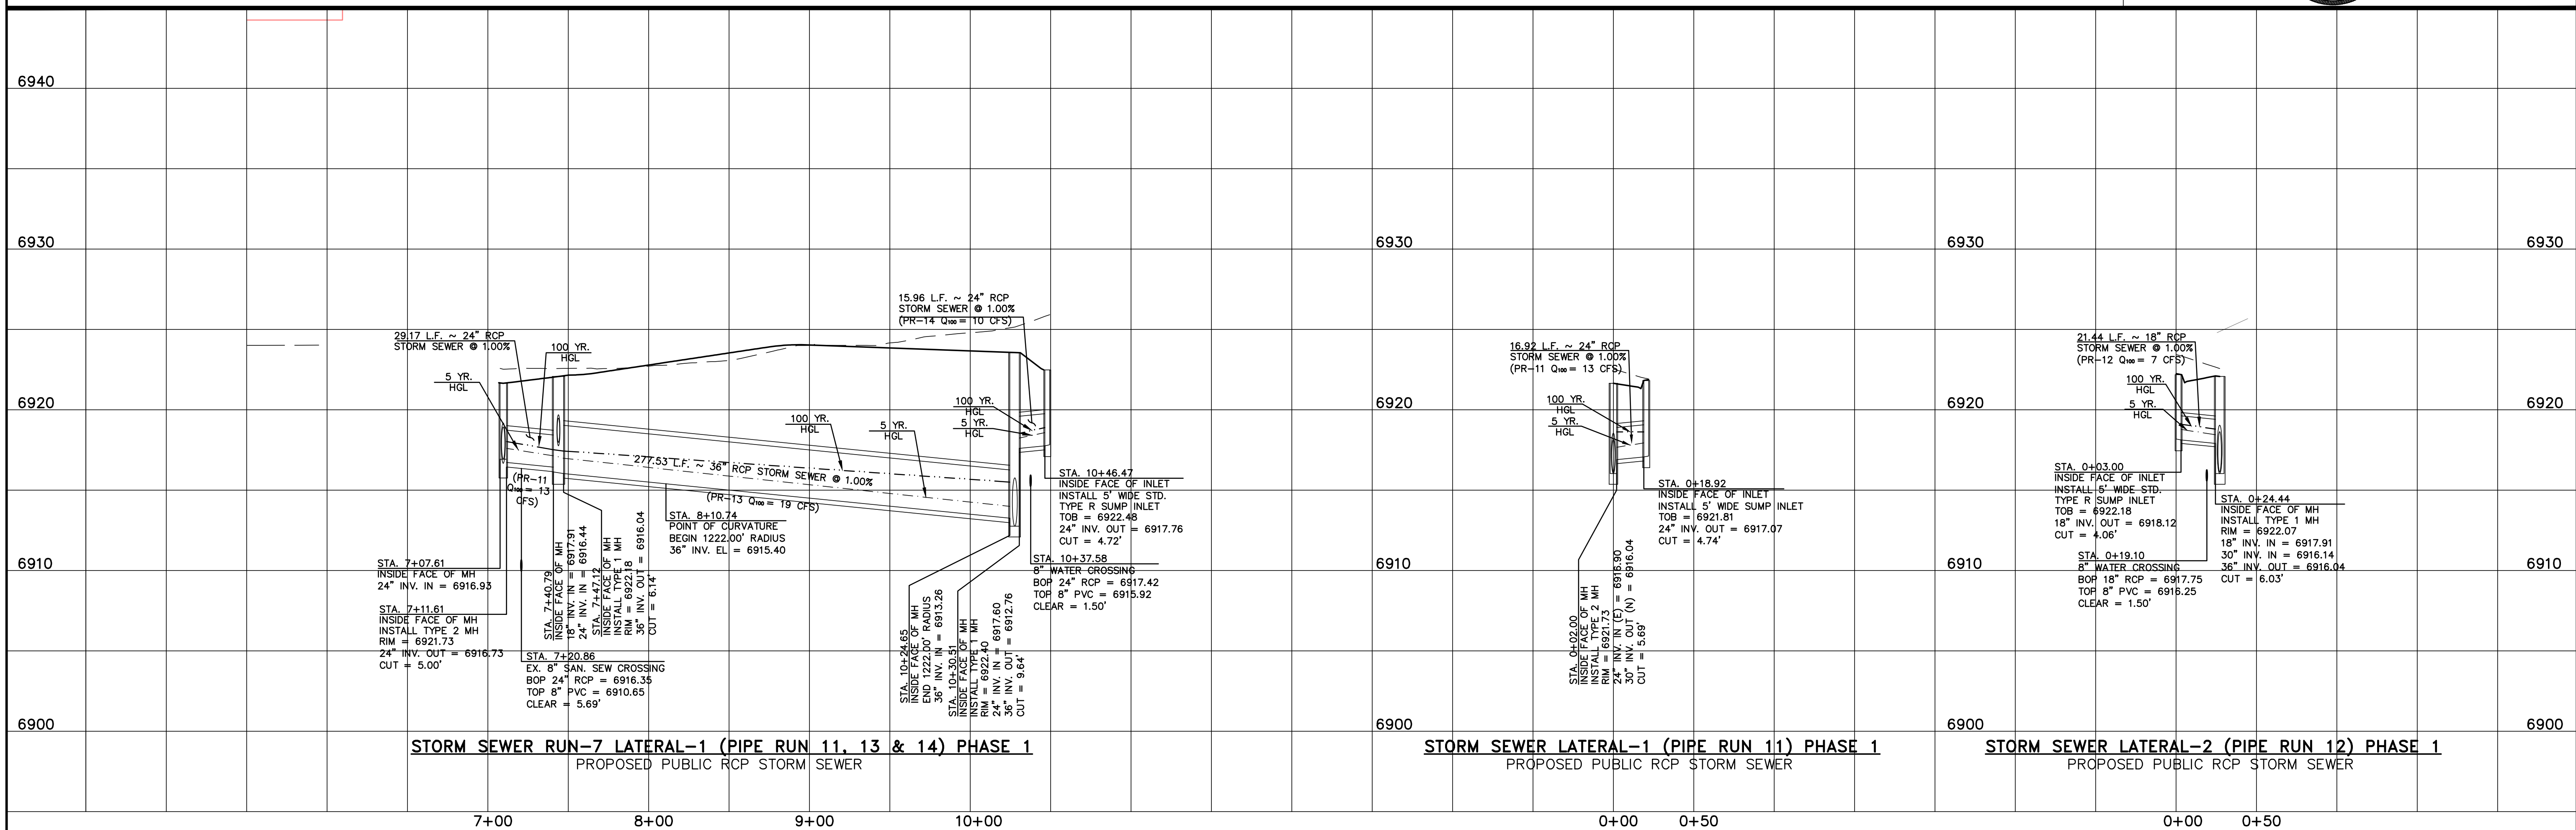 6940
6930
6920
6910
6900
6930
6920
6910
6900
6930
6920
6910
6900
6930
6920
6910
6900
29.17 L.F. ~ 24" RCP
STORM SEWER @ 1.00%
100 YR.
HGL
5 YR.
HGL
(PR-11
Q100 = 13
CFS)
277.53 L.F. ~ 36" RCP STORM SEWER @ 1.00%
(PR-13 Q100 = 19 CFS)
100 YR.
HGL
5 YR.
HGL
15.96 L.F. ~ 24" RCP
STORM SEWER @ 1.00%
(PR-14 Q100 = 10 CFS)
100 YR.
HGL
5 YR.
HGL
STA. 7+07.61
INSIDE FACE OF MH
24" INV. IN = 6916.93
STA. 7+11.61
INSIDE FACE OF MH
INSTALL TYPE 2 MH
RIM = 6921.73
24" INV. OUT = 6916.73
CUT = 5.00'
STA. 7+20.86
EX. 8" SAN. SEW CROSSING
BOP 24" RCP = 6916.35
TOP 8" PVC = 6910.65
CLEAR = 5.69'
STA. 7+40.79
INSIDE FACE OF MH
18" INV. IN = 6917.91
24" INV. IN = 6916.44
STA. 7+47.12
INSIDE FACE OF MH
INSTALL TYPE 1 MH
RIM = 6922.18
36" INV. OUT = 6916.04
CUT = 6.14'
STA. 8+10.74
POINT OF CURVATURE
BEGIN 1222.00' RADIUS
36" INV. EL = 6915.40
STA. 10+24.65
INSIDE FACE OF MH
END 1222.00' RADIUS
36" INV. IN = 6913.26
STA. 10+30.51
INSIDE FACE OF MH
INSTALL TYPE 1 MH
RIM = 6922.40
24" INV. IN = 6917.60
36" INV. OUT = 6912.76
CUT = 9.64'
STA. 10+46.47
INSIDE FACE OF INLET
INSTALL 5' WIDE STD.
TYPE R SUMP INLET
TOB = 6922.48
24" INV. OUT = 6917.76
CUT = 4.72'
STA. 10+37.58
8" WATER CROSSING
BOP 24" RCP = 6917.42
TOP 8" PVC = 6915.92
CLEAR = 1.50'
STORM SEWER RUN-7 LATERAL-1 (PIPE RUN 11, 13 & 14) PHASE 1
PROPOSED PUBLIC RCP STORM SEWER
7+00
8+00
9+00
10+00
16.92 L.F. ~ 24" RCP
STORM SEWER @ 1.00%
(PR-11 Q100 = 13 CFS)
100 YR.
HGL
5 YR.
HGL
STA. 0+18.92
INSIDE FACE OF INLET
INSTALL 5' WIDE SUMP INLET
TOB = 6921.81
24" INV. OUT = 6917.07
CUT = 4.74'
STA. 0+02.00
INSIDE FACE OF MH
INSTALL TYPE 2 MH
RIM = 6921.73
24" INV. IN (E) = 6916.90
30" INV. OUT (N) = 6916.04
CUT = 5.69'
STORM SEWER LATERAL-1 (PIPE RUN 11) PHASE 1
PROPOSED PUBLIC RCP STORM SEWER
0+00
0+50
21.44 L.F. ~ 18" RCP
STORM SEWER @ 1.00%
(PR-12 Q100 = 7 CFS)
100 YR.
HGL
5 YR.
HGL
STA. 0+03.00
INSIDE FACE OF INLET
INSTALL 5' WIDE STD.
TYPE R SUMP INLET
TOB = 6922.18
18" INV. OUT = 6918.12
CUT = 4.06'
STA. 0+19.10
8" WATER CROSSING
BOP 18" RCP = 6917.75
TOP 8" PVC = 6916.25
CLEAR = 1.50'
STA. 0+24.44
INSIDE FACE OF MH
INSTALL TYPE 1 MH
RIM = 6922.07
18" INV. IN = 6917.91
30" INV. IN = 6916.14
36" INV. OUT = 6916.04
CUT = 6.03'
STORM SEWER LATERAL-2 (PIPE RUN 12) PHASE 1
PROPOSED PUBLIC RCP STORM SEWER
0+00
0+50